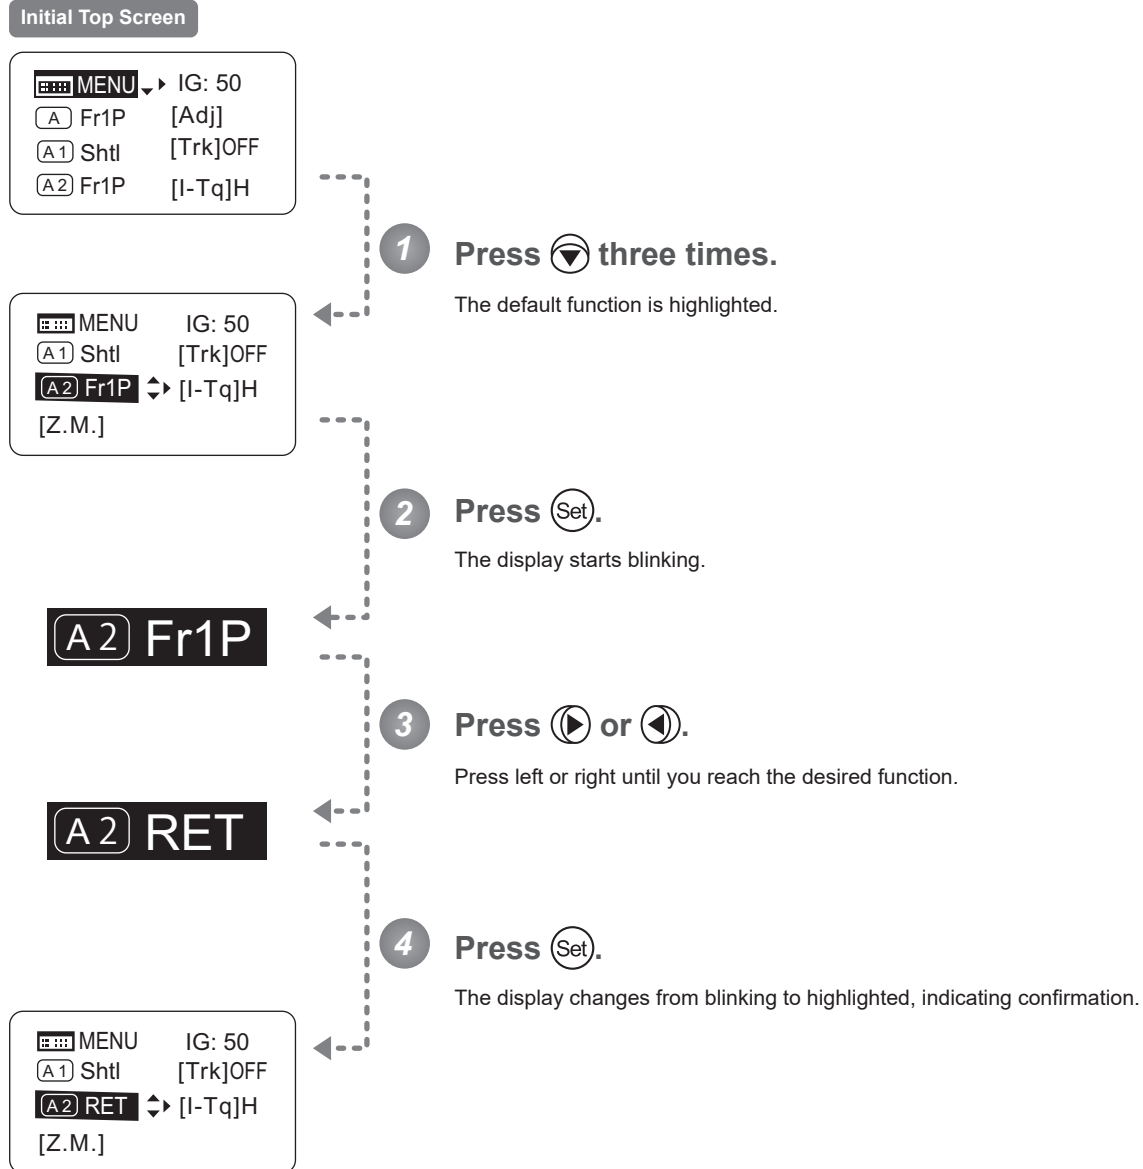 Initial Top Screen
MENU IG: 50
A Fr1P [Adj]
A1 Shtl [Trk]OFF
A2 Fr1P [I-Tq]H
1 Press three times.
The default function is highlighted.
MENU IG: 50
A1 Shtl [Trk]OFF
A2 Fr1P [I-Tq]H
[Z.M.]
2 Press Set.
The display starts blinking.
A2 Fr1P
3 Press or .
Press left or right until you reach the desired function.
A2 RET
4 Press Set.
The display changes from blinking to highlighted, indicating confirmation.
MENU IG: 50
A1 Shtl [Trk]OFF
A2 RET [I-Tq]H
[Z.M.]